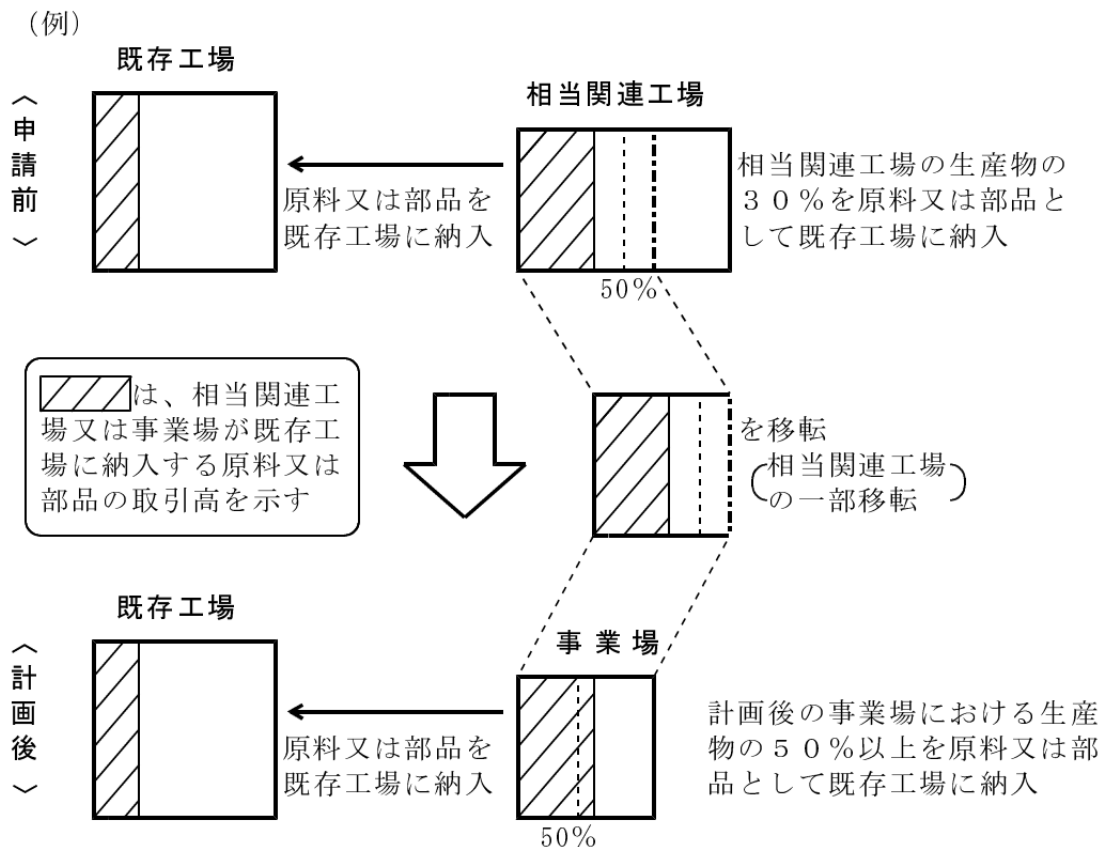 （例）
既存工場
〈申請前〉
相当関連工場
原料又は部品を
既存工場に納入
相当関連工場の生産物の
３０％を原料又は部品と
して既存工場に納入
50％
は、相当関連工
場又は事業場が既存工
場に納入する原料又は
部品の取引高を示す
を移転
（相当関連工場
の一部移転）
既存工場
〈計画後〉
事業場
原料又は部品を
既存工場に納入
計画後の事業場における生産
物の５０％以上を原料又は部
品として既存工場に納入
50％